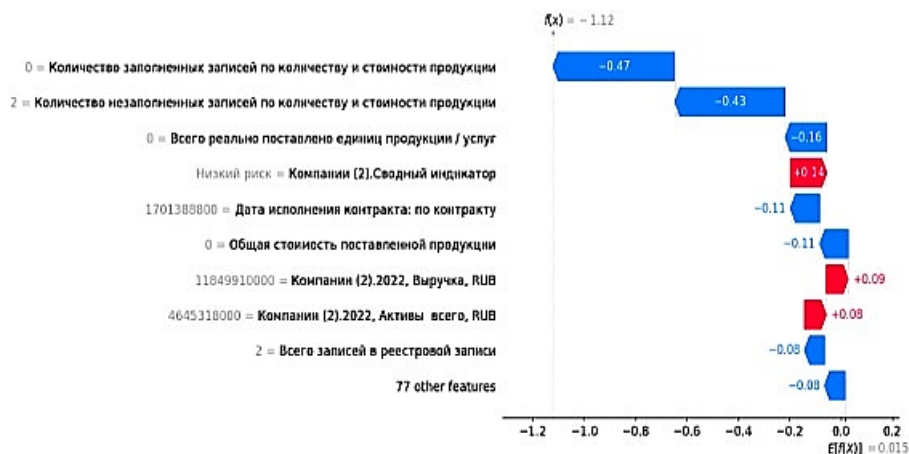 f(x) = −1.12
0 = Количество заполненных записей по количеству и стоимости продукции
−0.47
2 = Количество незаполненных записей по количеству и стоимости продукции
−0.43
0 = Всего реально поставлено единиц продукции / услуг
−0.16
Низкий риск = Компании (2).Сводный индикатор
+0.14
1701388800 = Дата исполнения контракта: по контракту
−0.11
0 = Общая стоимость поставленной продукции
−0.11
11849910000 = Компании (2).2022, Выручка, RUB
+0.09
4645318000 = Компании (2).2022, Активы всего, RUB
+0.08
2 = Всего записей в реестровой записи
−0.08
77 other features
−0.08
−1.2 −1.0 −0.8 −0.6 −0.4 −0.2 0.0 0.2
E[f(X)] = 0.015